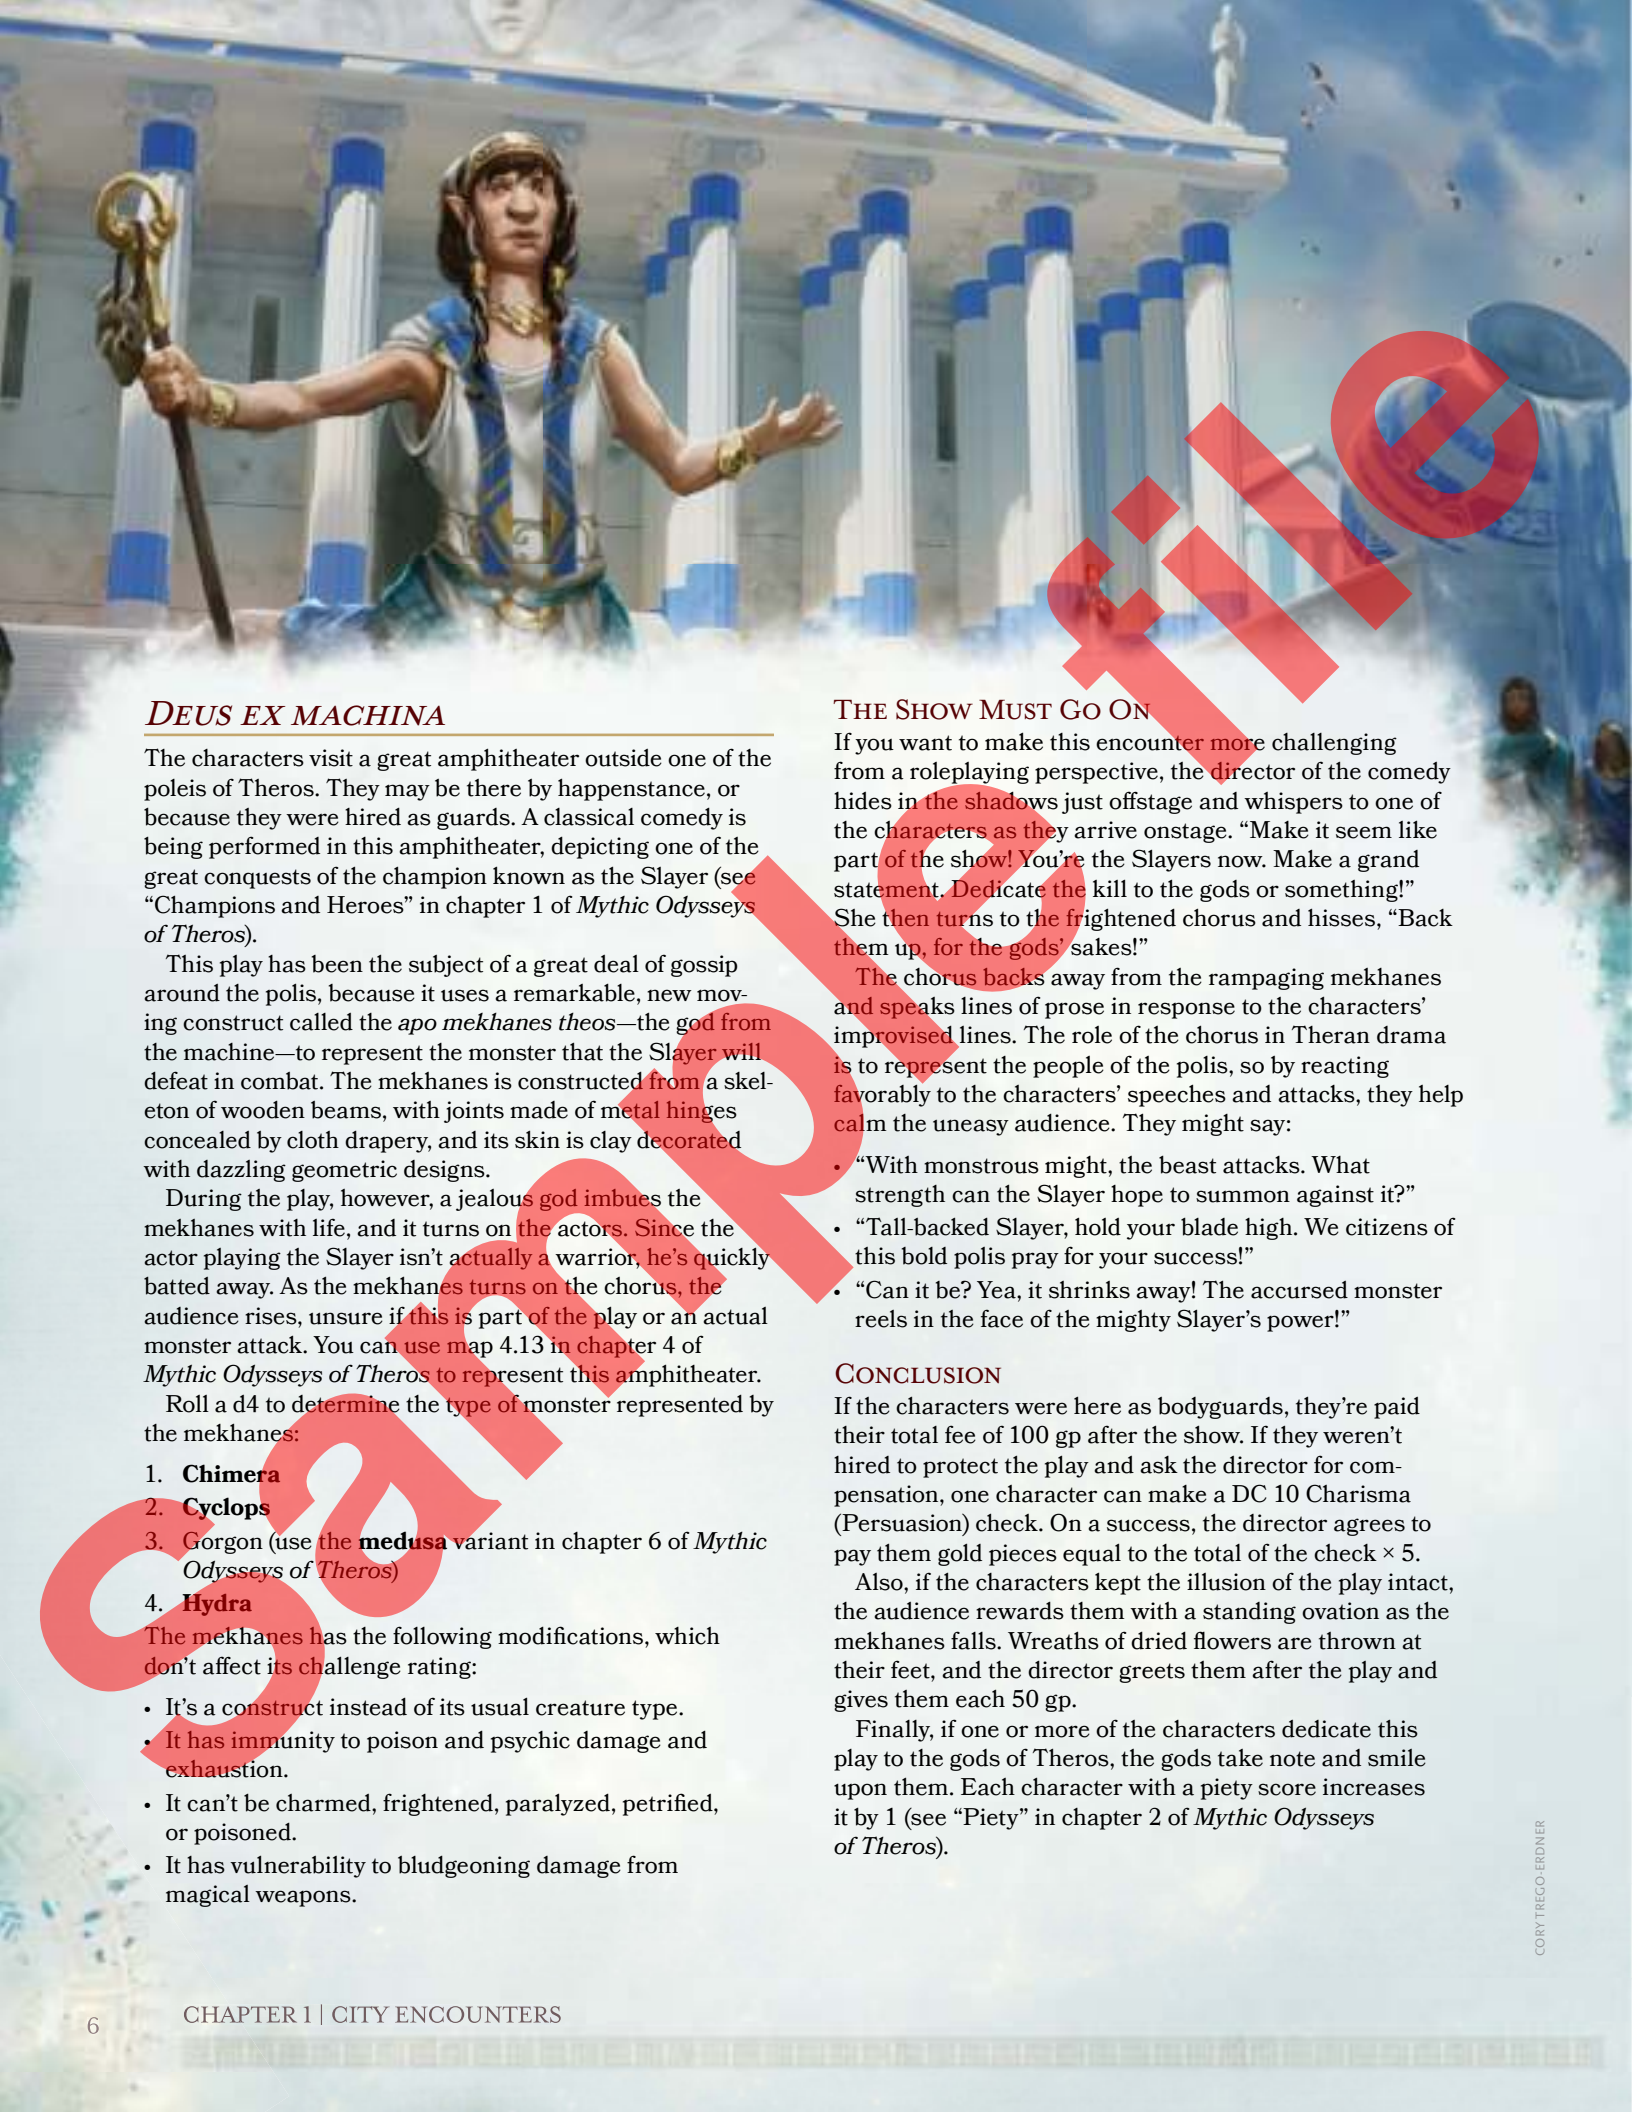 DEUS EX MACHINA
The characters visit a great amphitheater outside one of the
poleis of Theros. They may be there by happenstance, or
because they were hired as guards. A classical comedy is
being performed in this amphitheater, depicting one of the
great conquests of the champion known as the Slayer (see
“Champions and Heroes” in chapter 1 of Mythic Odysseys
of Theros).
This play has been the subject of a great deal of gossip
around the polis, because it uses a remarkable, new mov-
ing construct called the apo mekhanes theos—the god from
the machine—to represent the monster that the Slayer will
defeat in combat. The mekhanes is constructed from a skel-
eton of wooden beams, with joints made of metal hinges
concealed by cloth drapery, and its skin is clay decorated
with dazzling geometric designs.
During the play, however, a jealous god imbues the
mekhanes with life, and it turns on the actors. Since the
actor playing the Slayer isn’t actually a warrior, he’s quickly
batted away. As the mekhanes turns on the chorus, the
audience rises, unsure if this is part of the play or an actual
monster attack. You can use map 4.13 in chapter 4 of
Mythic Odysseys of Theros to represent this amphitheater.
Roll a d4 to determine the type of monster represented by
the mekhanes:
1. Chimera
2. Cyclops
3. Gorgon (use the medusa variant in chapter 6 of Mythic
Odysseys of Theros)
4. Hydra
The mekhanes has the following modifications, which
don’t affect its challenge rating:
• It’s a construct instead of its usual creature type.
• It has immunity to poison and psychic damage and
exhaustion.
• It can’t be charmed, frightened, paralyzed, petrified,
or poisoned.
• It has vulnerability to bludgeoning damage from
magical weapons.
THE SHOW MUST GO ON
If you want to make this encounter more challenging
from a roleplaying perspective, the director of the comedy
hides in the shadows just offstage and whispers to one of
the characters as they arrive onstage. “Make it seem like
part of the show! You’re the Slayers now. Make a grand
statement. Dedicate the kill to the gods or something!”
She then turns to the frightened chorus and hisses, “Back
them up, for the gods’ sakes!”
The chorus backs away from the rampaging mekhanes
and speaks lines of prose in response to the characters’
improvised lines. The role of the chorus in Theran drama
is to represent the people of the polis, so by reacting
favorably to the characters’ speeches and attacks, they help
calm the uneasy audience. They might say:
• “With monstrous might, the beast attacks. What
strength can the Slayer hope to summon against it?”
• “Tall-backed Slayer, hold your blade high. We citizens of
this bold polis pray for your success!”
• “Can it be? Yea, it shrinks away! The accursed monster
reels in the face of the mighty Slayer’s power!”
CONCLUSION
If the characters were here as bodyguards, they’re paid
their total fee of 100 gp after the show. If they weren’t
hired to protect the play and ask the director for com-
pensation, one character can make a DC 10 Charisma
(Persuasion) check. On a success, the director agrees to
pay them gold pieces equal to the total of the check × 5.
Also, if the characters kept the illusion of the play intact,
the audience rewards them with a standing ovation as the
mekhanes falls. Wreaths of dried flowers are thrown at
their feet, and the director greets them after the play and
gives them each 50 gp.
Finally, if one or more of the characters dedicate this
play to the gods of Theros, the gods take note and smile
upon them. Each character with a piety score increases
it by 1 (see “Piety” in chapter 2 of Mythic Odysseys
of Theros).
CORY TREGO-ERDNER
6
CHAPTER 1 | CITY ENCOUNTERS
Sample file